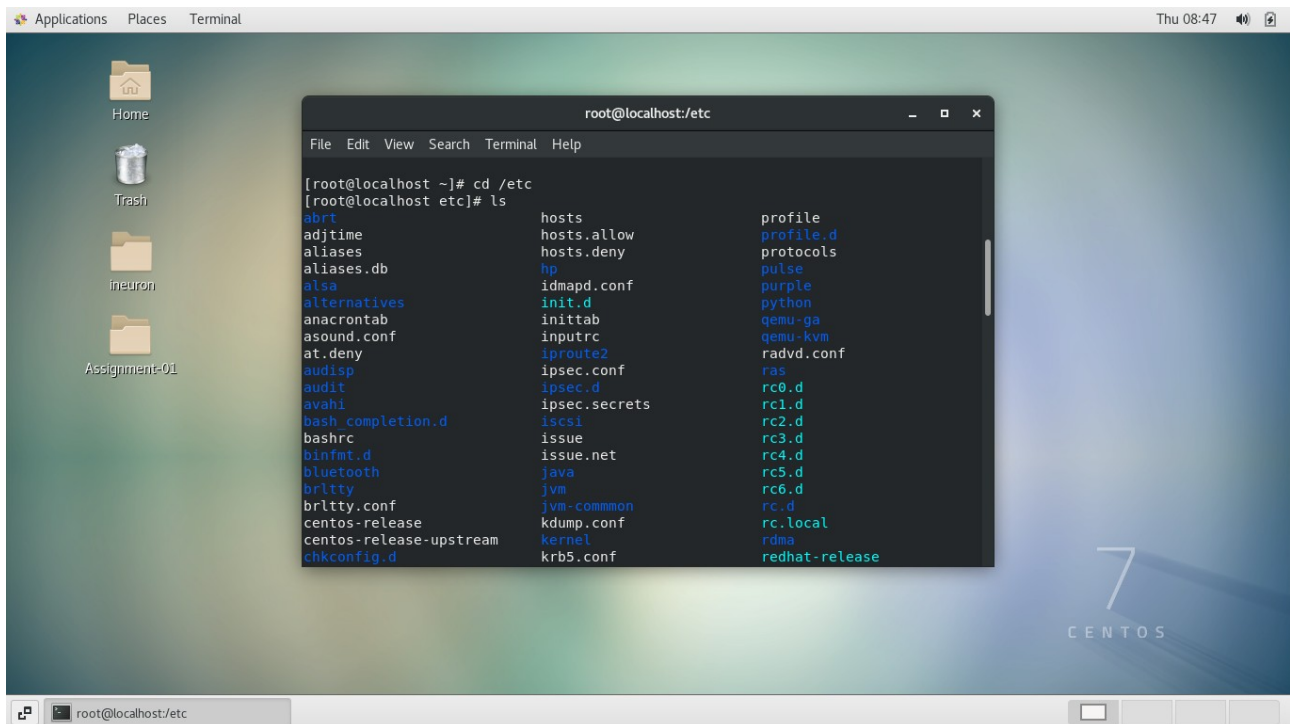 Applications Places Terminal Thu 08:47
Home
Trash
ineuron
Assignment-01
root@localhost:/etc
File Edit View Search Terminal Help
[root@localhost ~]# cd /etc
[root@localhost etc]# ls
abrt hosts profile
adjtime hosts.allow profile.d
aliases hosts.deny protocols
aliases.db hp pulse
alsa idmapd.conf purple
alternatives init.d python
anacrontab inittab qemu-ga
asound.conf inputrc qemu-kvm
at.deny iproute2 radvd.conf
audisp ipsec.conf ras
audit ipsec.d rc0.d
avahi ipsec.secrets rc1.d
bash_completion.d iscsi rc2.d
bashrc issue rc3.d
binfmt.d issue.net rc4.d
bluetooth java rc5.d
brltty jvm rc6.d
brltty.conf jvm-commmon rc.d
centos-release kdump.conf rc.local
centos-release-upstream kernel rdma
chkconfig.d krb5.conf redhat-release
7
CENTOS
root@localhost:/etc